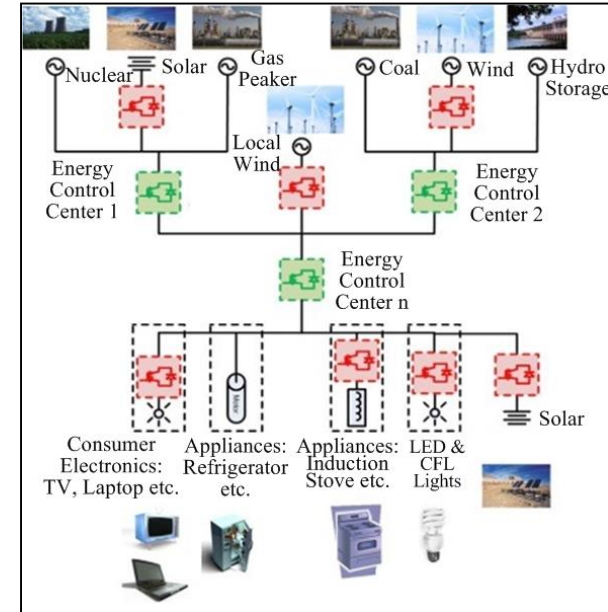 Nuclear
Solar
Gas
Peaker
Coal
Wind
Hydro
Storage
Local
Wind
Energy
Control
Center 1
Energy
Control
Center 2
Energy
Control
Center n
Motor
Solar
Consumer
Electronics:
TV, Laptop etc.
Appliances:
Refrigerator
etc.
Appliances:
Induction
Stove etc.
LED &
CFL
Lights